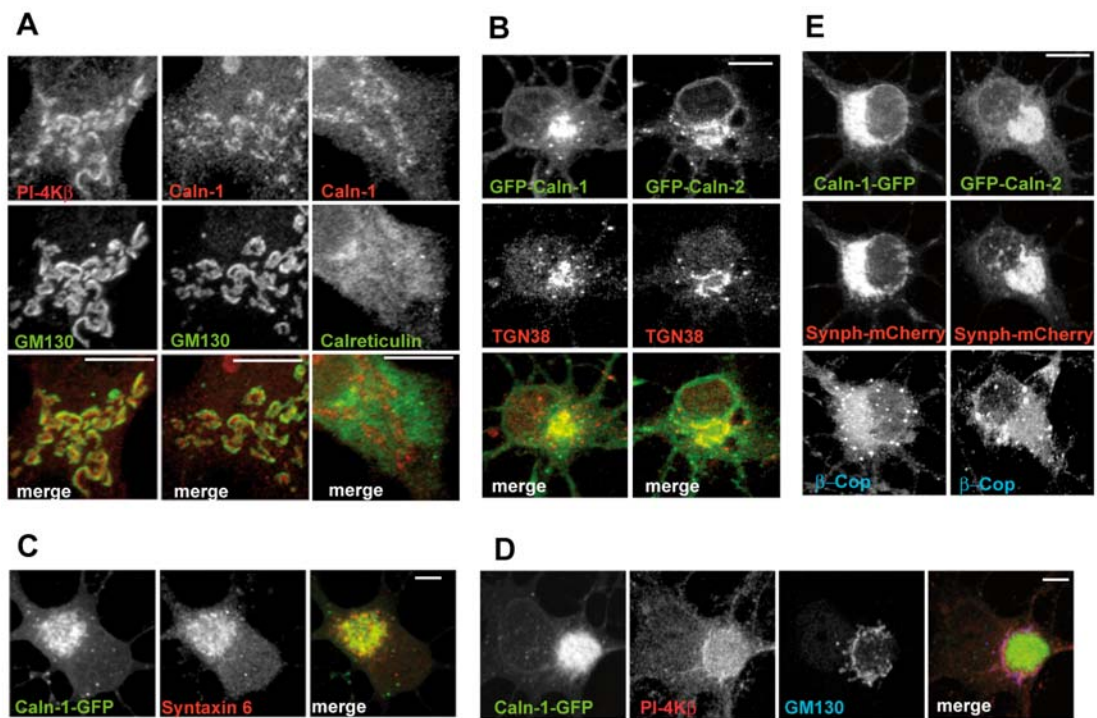 A
B
E
PI-4Kβ
Caln-1
Caln-1
GFP-Caln-1
GFP-Caln-2
Caln-1-GFP
GFP-Caln-2
GM130
GM130
Calreticulin
TGN38
TGN38
Synph-mCherry
Synph-mCherry
merge
merge
merge
merge
merge
β-Cop
β-Cop
C
D
Caln-1-GFP
Syntaxin 6
merge
Caln-1-GFP
PI-4Kβ
GM130
merge